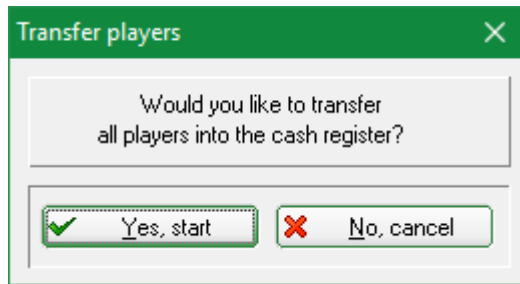 Transfer players
Would you like to transfer
all players into the cash register?
Yes, start
No, cancel